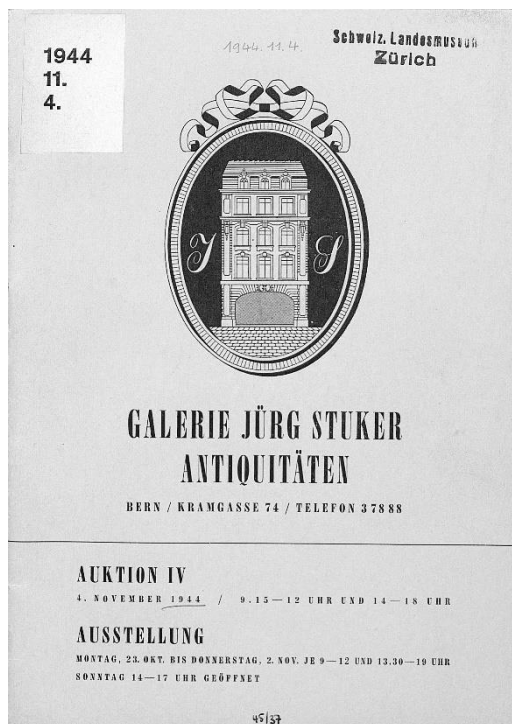 1944
11.
4.
1944. 11. 4.
Schweiz. Landesmuseum
Zürich
J S
GALERIE JÜRG STUKER
ANTIQUITÄTEN
BERN / KRAMGASSE 74 / TELEFON 3 78 88
AUKTION IV
4. NOVEMBER 1944 / 9.15—12 UHR UND 14—18 UHR
AUSSTELLUNG
MONTAG, 23. OKT. BIS DONNERSTAG, 2. NOV. JE 9—12 UND 13.30—19 UHR
SONNTAG 14—17 UHR GEÖFFNET
45/37